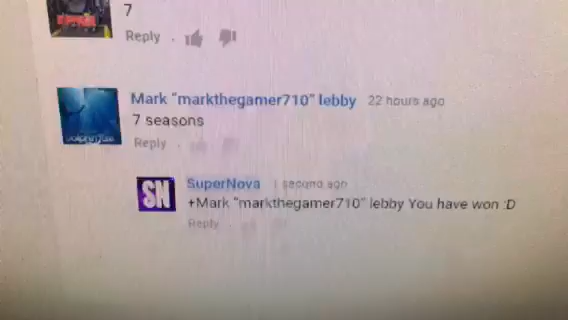 7
Reply
Mark "markthegamer710" lebby 22 hours ago
7 seasons
Reply
SN
SuperNova 1 second ago
+Mark "markthegamer710" lebby You have won :D
Reply